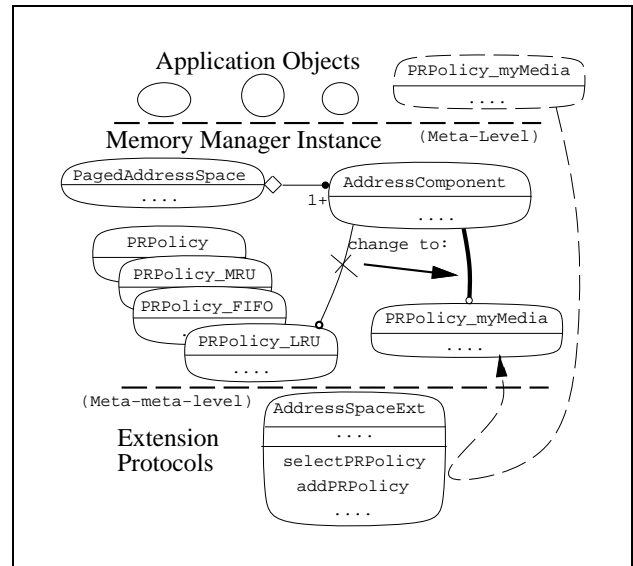 Application Objects
PRPolicy_myMedia
....
Memory Manager Instance
(Meta-Level)
PagedAddressSpace
....
1+
AddressComponent
....
change to:
PRPolicy
PRPolicy_MRU
PRPolicy_FIFO
.
PRPolicy_LRU
....
PRPolicy_myMedia
....
(Meta-meta-level)
Extension
Protocols
AddressSpaceExt
....
selectPRPolicy
addPRPolicy
....